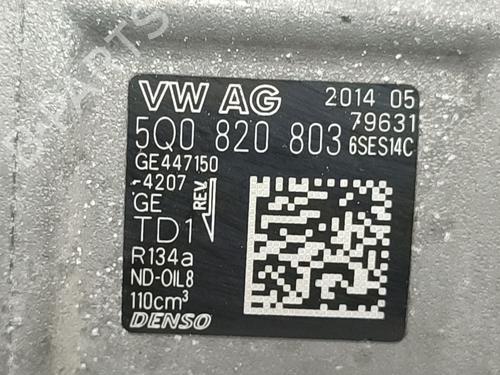 VW AG 2014 05
79631
5Q0 820 803 6SES14C
GE447150
-4207
GE REV.
TD1
R134a
ND-OIL8
110cm³
DENSO